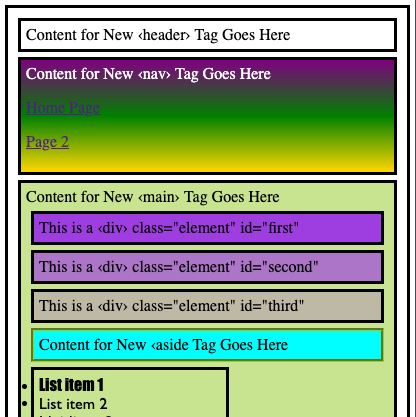 Content for New ‹header› Tag Goes Here
Content for New ‹nav› Tag Goes Here
Home Page
Page 2
Content for New ‹main› Tag Goes Here
This is a ‹div› class="element" id="first"
This is a ‹div› class="element" id="second"
This is a ‹div› class="element" id="third"
Content for New ‹aside Tag Goes Here
List item 1
List item 2